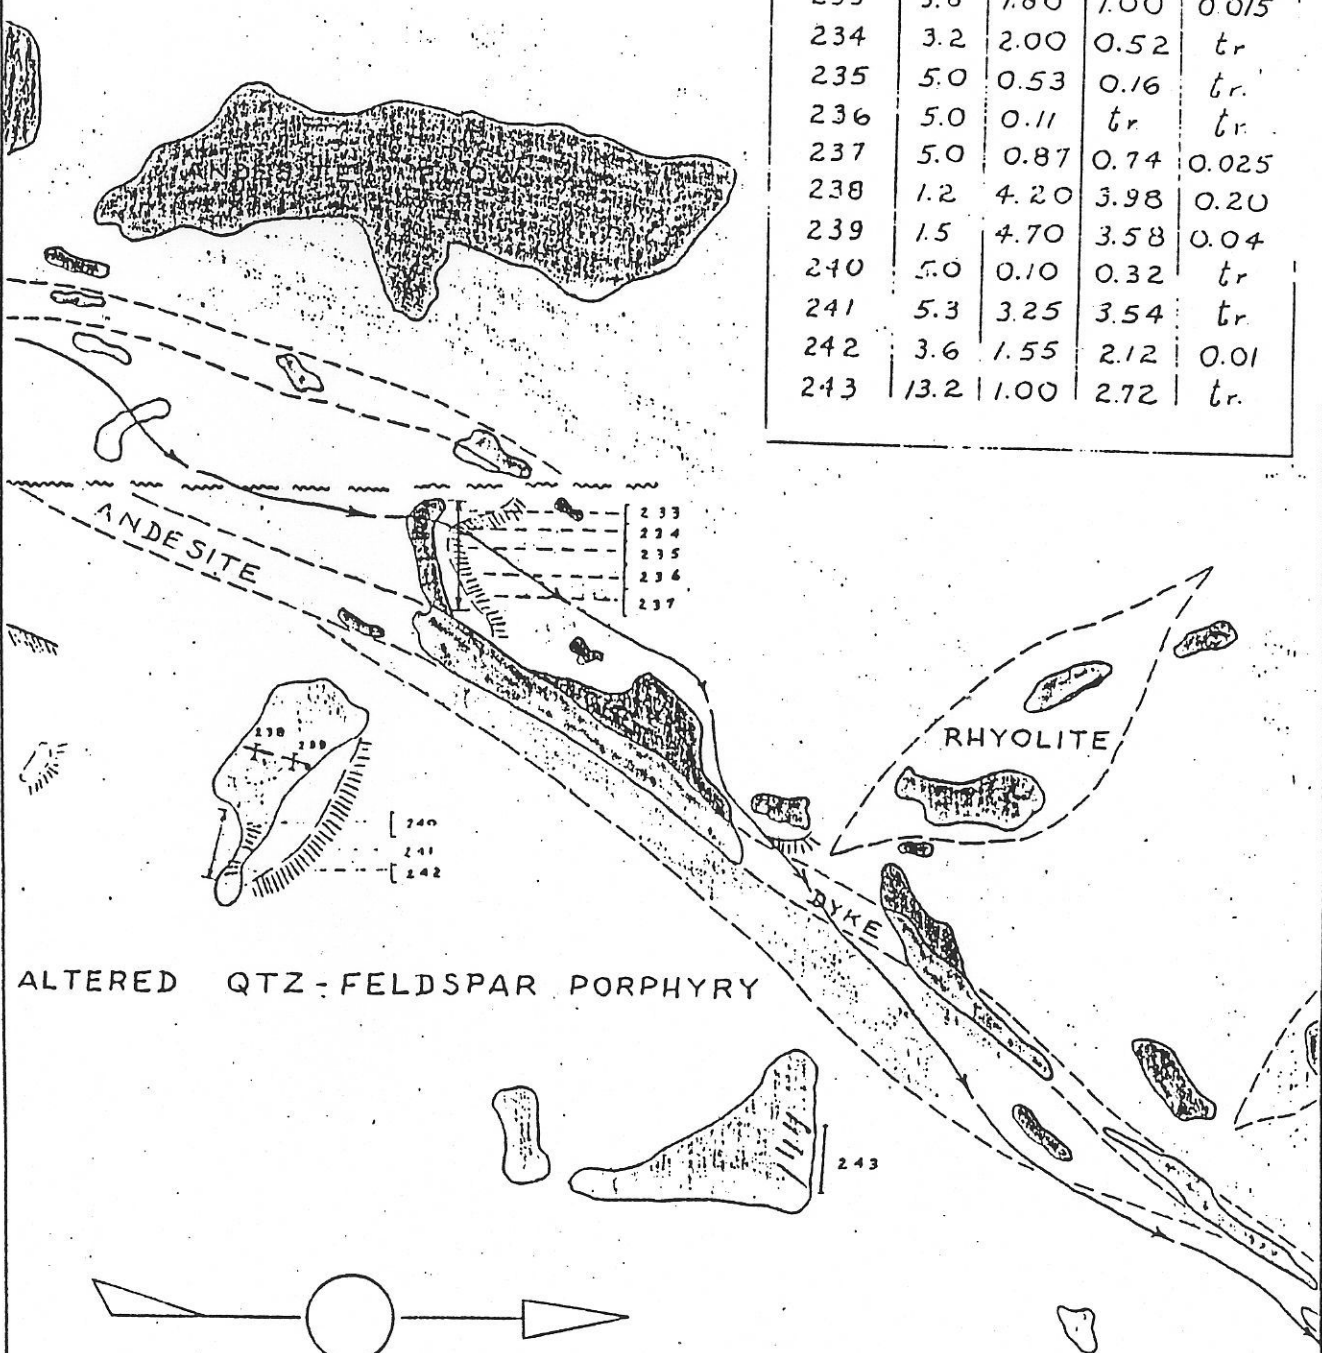 234 3.2 2.00 0.52 tr
235 5.0 0.53 0.16 tr.
236 5.0 0.11 tr. tr.
237 5.0 0.87 0.74 0.025
238 1.2 4.20 3.98 0.20
239 1.5 4.70 3.58 0.04
240 5.0 0.10 0.32 tr
241 5.3 3.25 3.54 tr
242 3.6 1.55 2.12 0.01
243 13.2 1.00 2.72 tr.
ANDESITE FLOW
233
234
235
236
237
ANDESITE
238
239
RHYOLITE
240
241
242
DYKE
ALTERED QTZ-FELDSPAR PORPHYRY
243